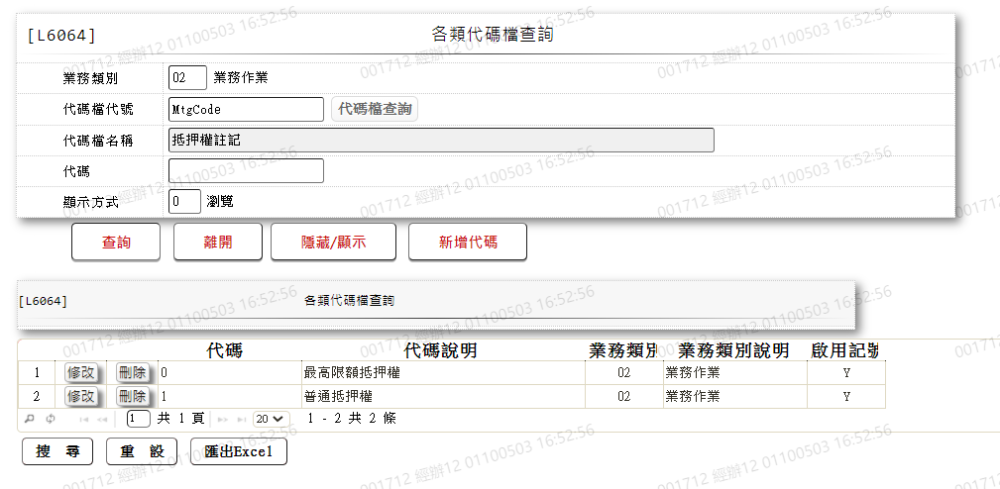 [L6064] 各類代碼檔查詢
業務類別 02 業務作業
代碼檔代號 MtgCode 代碼檔查詢
代碼檔名稱 抵押權註記
代碼
顯示方式 0 瀏覽
查詢 離開 隱藏/顯示 新增代碼
[L6064] 各類代碼檔查詢
代碼 代碼說明 業務類別 業務類別說明 啟用記號
1 修改 刪除 0 最高限額抵押權 02 業務作業 Y
2 修改 刪除 1 普通抵押權 02 業務作業 Y
1 共 1 頁 20 1 - 2 共 2 條
搜 尋 重 設 匯出Excel
001712 經辦12 01100503 16:52:56